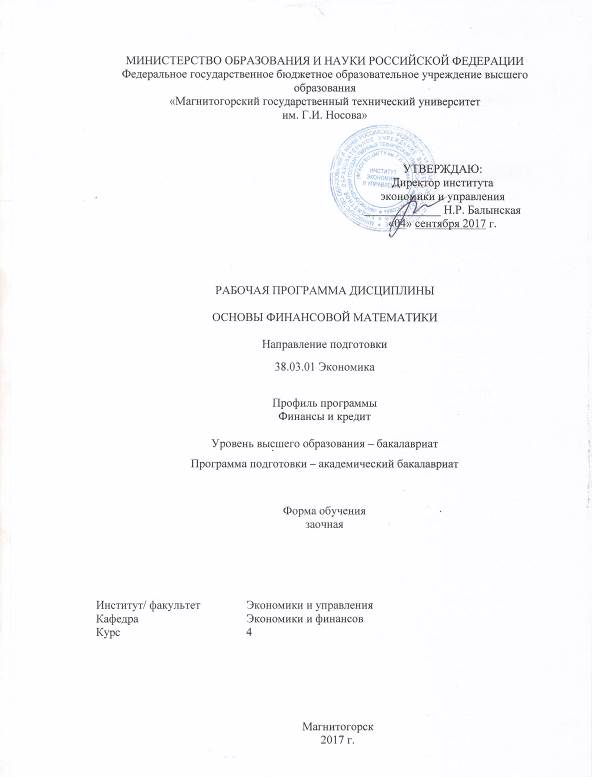 МИНИСТЕРСТВО ОБРАЗОВАНИЯ И НАУКИ РОССИЙСКОЙ ФЕДЕРАЦИИ
Федеральное государственное бюджетное образовательное учреждение высшего
образования
«Магнитогорский государственный технический университет
им. Г.И. Носова»
ИНСТИТУТ
ЭКОНОМИКИ
И УПРАВЛЕНИЯ
УТВЕРЖДАЮ:
Директор института
экономики и управления
Н.Р. Балынская
«04» сентября 2017 г.
РАБОЧАЯ ПРОГРАММА ДИСЦИПЛИНЫ
ОСНОВЫ ФИНАНСОВОЙ МАТЕМАТИКИ
Направление подготовки
38.03.01 Экономика
Профиль программы
Финансы и кредит
Уровень высшего образования – бакалавриат
Программа подготовки – академический бакалавриат
Форма обучения
заочная
Институт/ факультет Экономики и управления
Кафедра Экономики и финансов
Курс 4
Магнитогорск
2017 г.